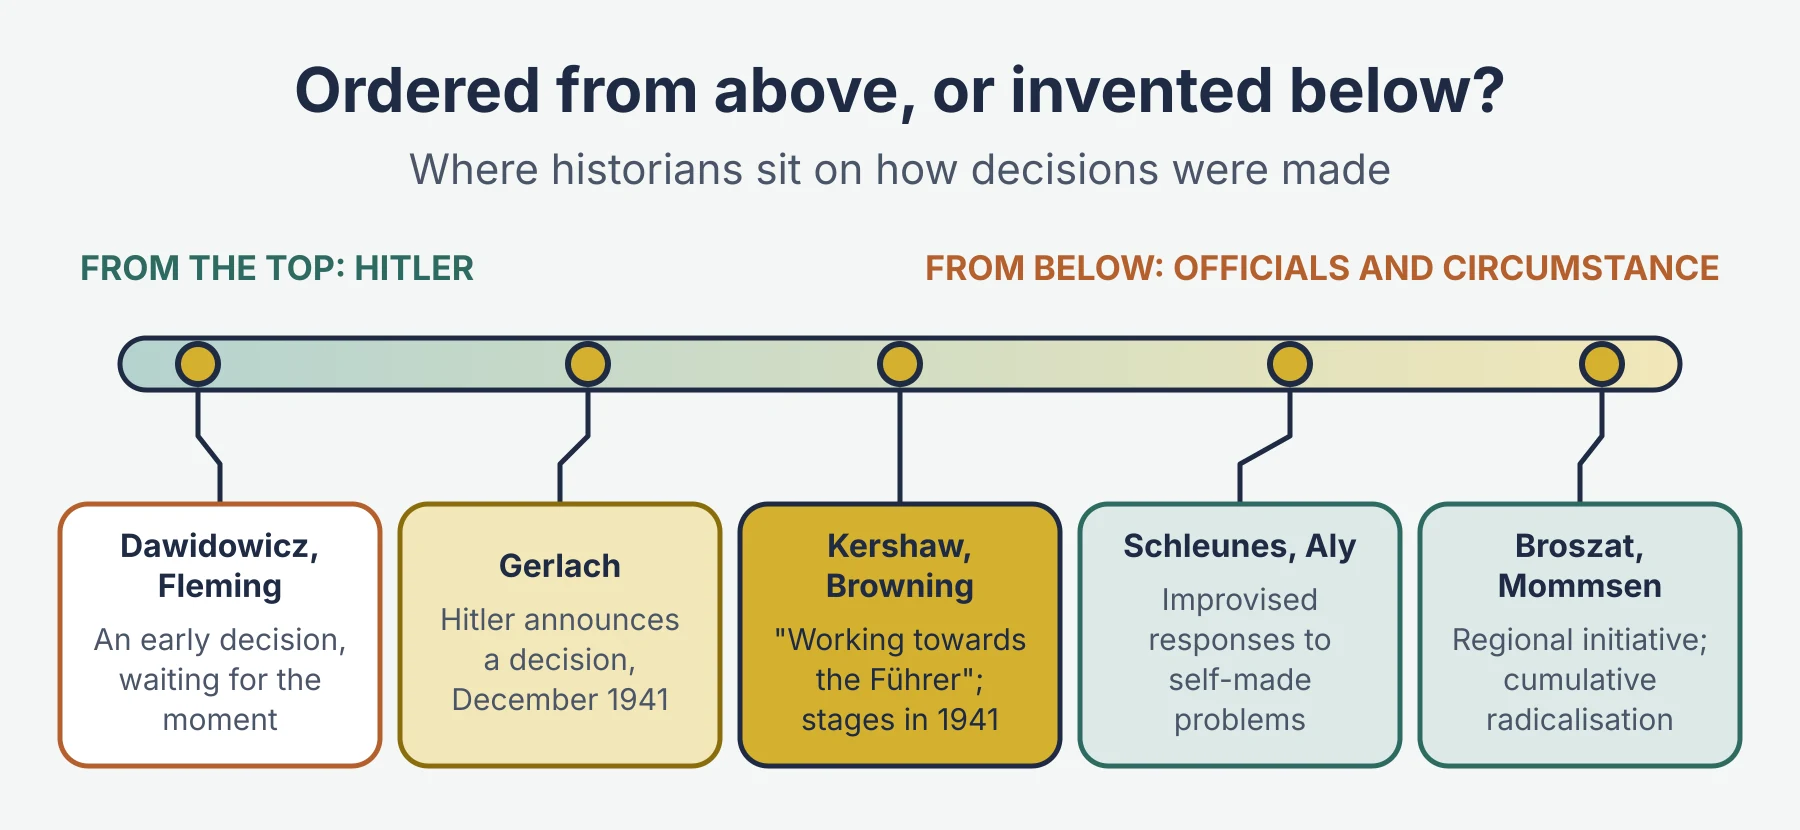 Ordered from above, or invented below?
Where historians sit on how decisions were made
FROM THE TOP: HITLER
FROM BELOW: OFFICIALS AND CIRCUMSTANCE
Dawidowicz,
Fleming
An early decision,
waiting for the
moment
Gerlach
Hitler announces
a decision,
December 1941
Kershaw,
Browning
"Working towards
the Führer";
stages in 1941
Schleunes, Aly
Improvised
responses to
self-made
problems
Broszat,
Mommsen
Regional initiative;
cumulative
radicalisation